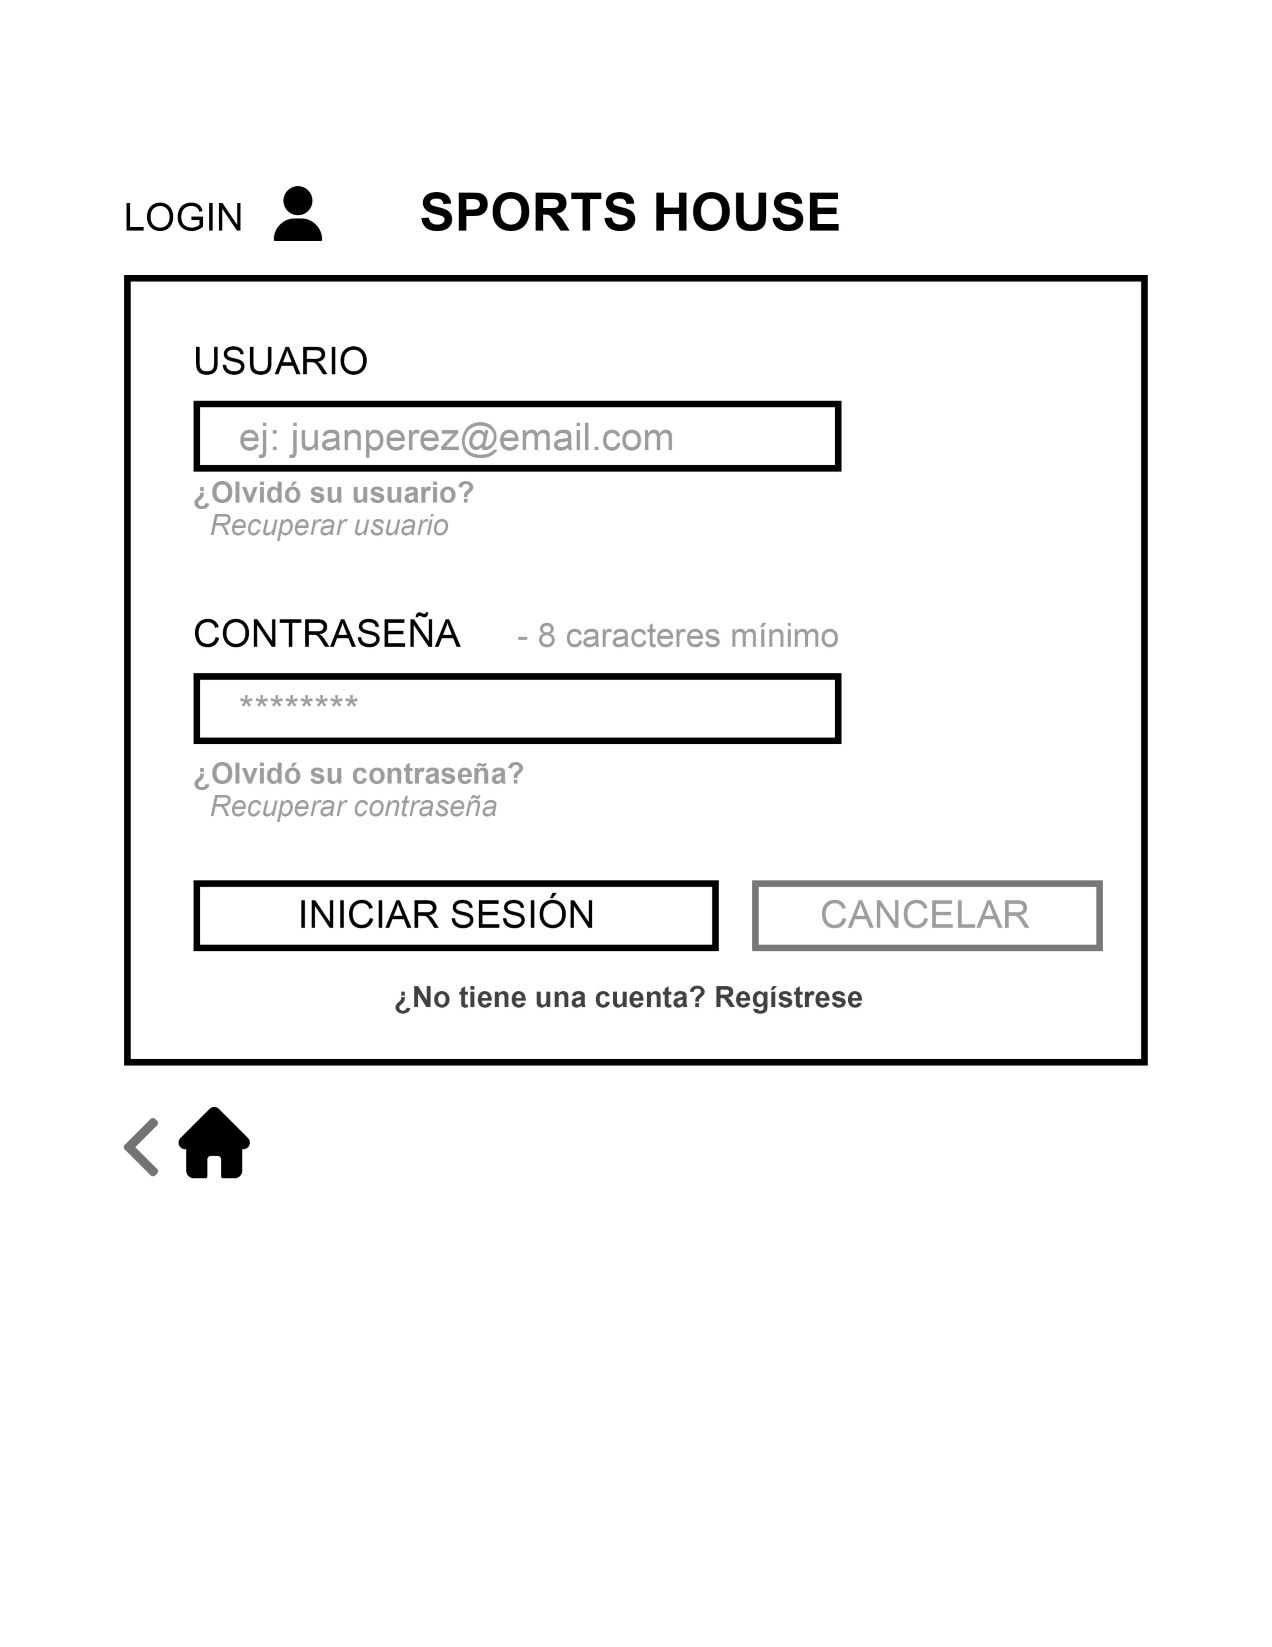 LOGIN
SPORTS HOUSE
USUARIO
ej: juanperez@email.com
¿Olvidó su usuario?
Recuperar usuario
CONTRASEÑA - 8 caracteres mínimo
********
¿Olvidó su contraseña?
Recuperar contraseña
INICIAR SESIÓN
CANCELAR
¿No tiene una cuenta? Regístrese